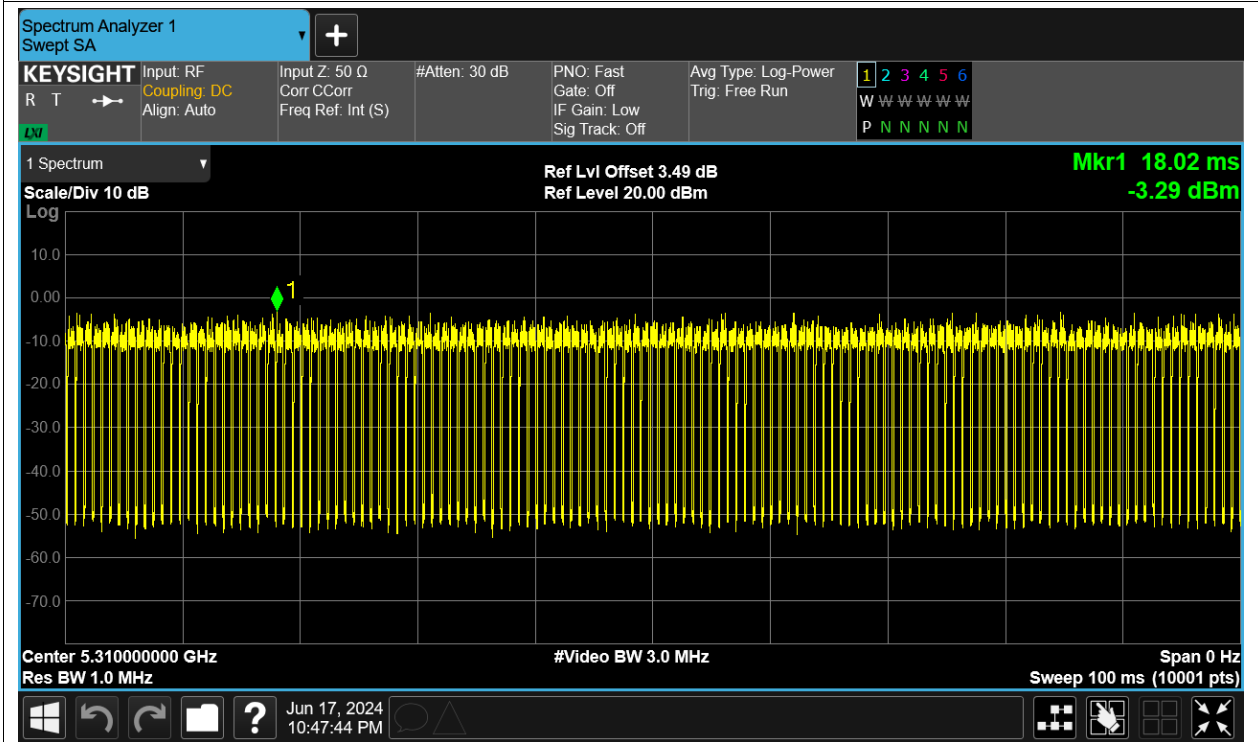 Spectrum Analyzer 1
Swept SA
KEYSIGHT
R T
LXI
Input: RF
Coupling: DC
Align: Auto
Input Z: 50 Ω
Corr CCorr
Freq Ref: Int (S)
#Atten: 30 dB
PNO: Fast
Gate: Off
IF Gain: Low
Sig Track: Off
Avg Type: Log-Power
Trig: Free Run
1 2 3 4 5 6
W W W W W W
P N N N N N
1 Spectrum
Scale/Div 10 dB
Log
Ref Lvl Offset 3.49 dB
Ref Level 20.00 dBm
Mkr1 18.02 ms
-3.29 dBm
10.0
0.00
-10.0
-20.0
-30.0
-40.0
-50.0
-60.0
-70.0
1
Center 5.310000000 GHz
Res BW 1.0 MHz
#Video BW 3.0 MHz
Span 0 Hz
Sweep 100 ms (10001 pts)
?
Jun 17, 2024
10:47:44 PM